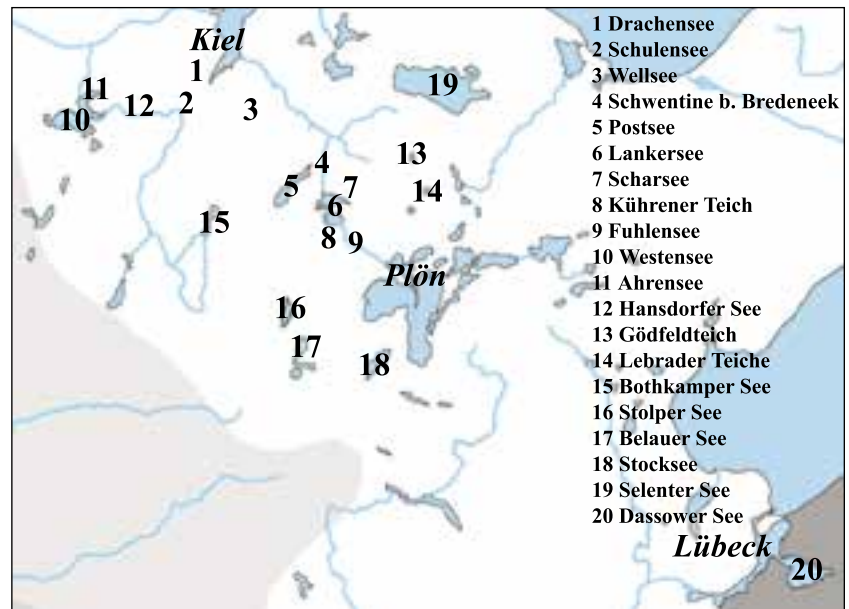 Kiel
1 Drachensee
2 Schulensee
3 Wellsee
4 Schwentine b. Bredeneek
5 Postsee
6 Lankersee
7 Scharsee
8 Kührener Teich
9 Fuhlensee
10 Westensee
11 Ahrensee
12 Hansdorfer See
13 Gödfeldteich
14 Lebrader Teiche
15 Bothkamper See
16 Stolper See
17 Belauer See
18 Stocksee
19 Selenter See
20 Dassower See
1
11
19
12
2
3
10
4
13
5
7
14
6
15
8
9
Plön
16
17
18
Lübeck
20